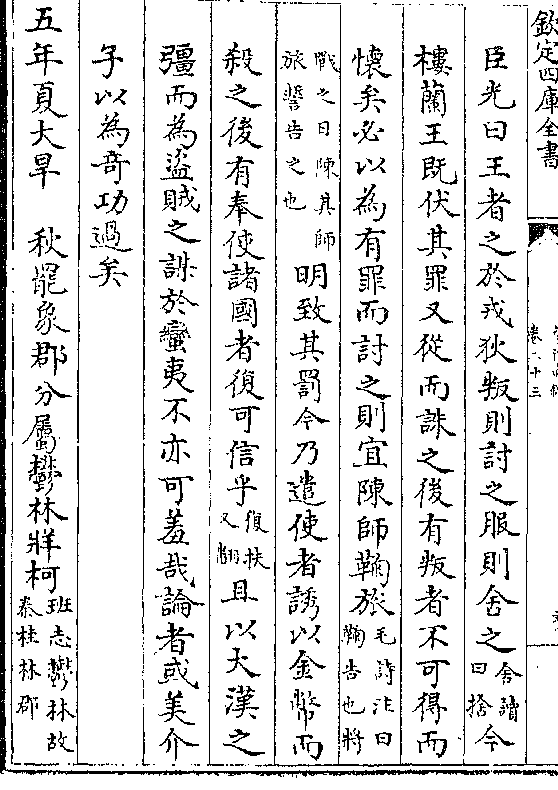 欽定四庫全書
卷二十三
臣光曰王者之於戎狄叛則討之服則舍之舍讀曰捨今
樓蘭王既伏其罪又從而誅之後有叛者不可得而
懷矣必以為有罪而討之則宜陳師鞠旅毛詩注曰鞠告也將
戰之日陳其師旅誓告之也明致其罰今乃遣使者誘以金幣而
殺之後有奉使諸國者復可信乎復扶又翻且以大漢之
彊而為盜賊之謀於蠻夷不亦可羞哉論者或美介
子以為奇功過矣
五年夏大旱　秋罷象郡分屬鬱林牂柯班志鬱林故秦桂林郡